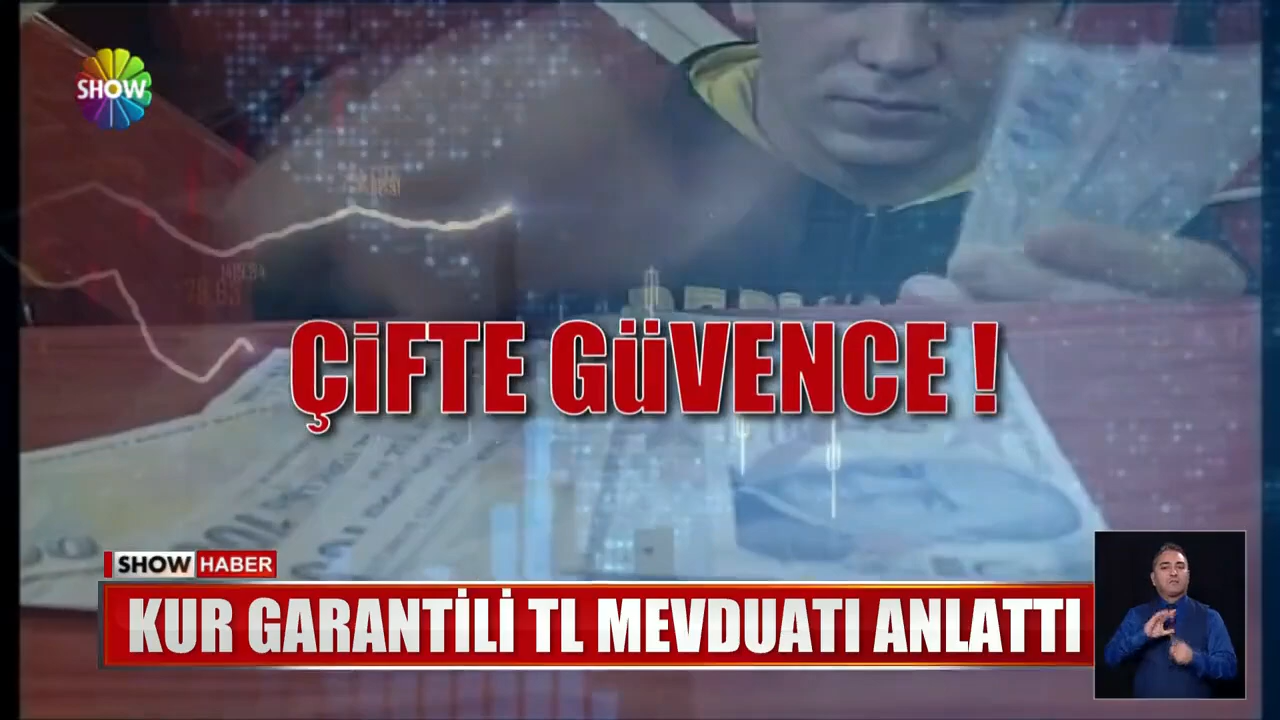 SHOW
ÇİFTE GÜVENCE !
SHOW HABER
KUR GARANTİLİ TL MEVDUATI ANLATTI